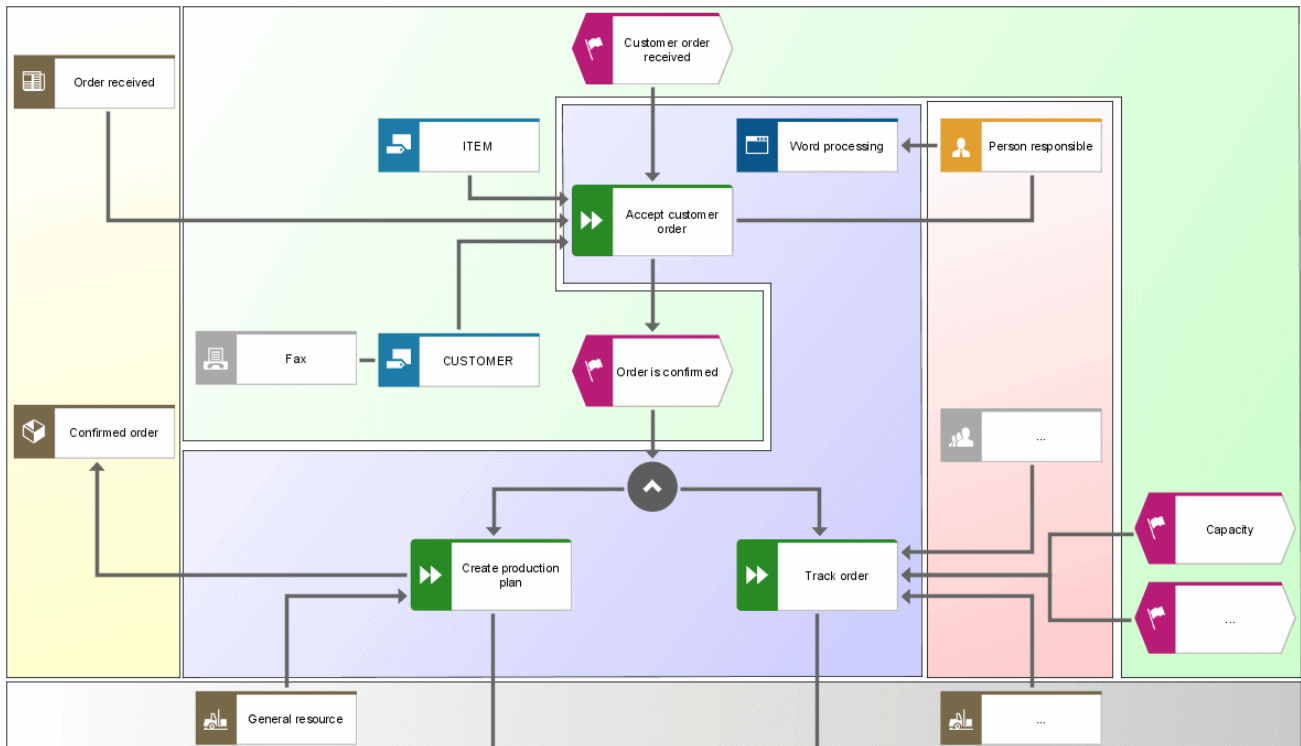 Customer order
received
Order received
ITEM
Word processing
Person responsible
Accept customer
order
Fax
CUSTOMER
Order is confirmed
Confirmed order
...
Capacity
Create production
plan
Track order
...
General resource
...